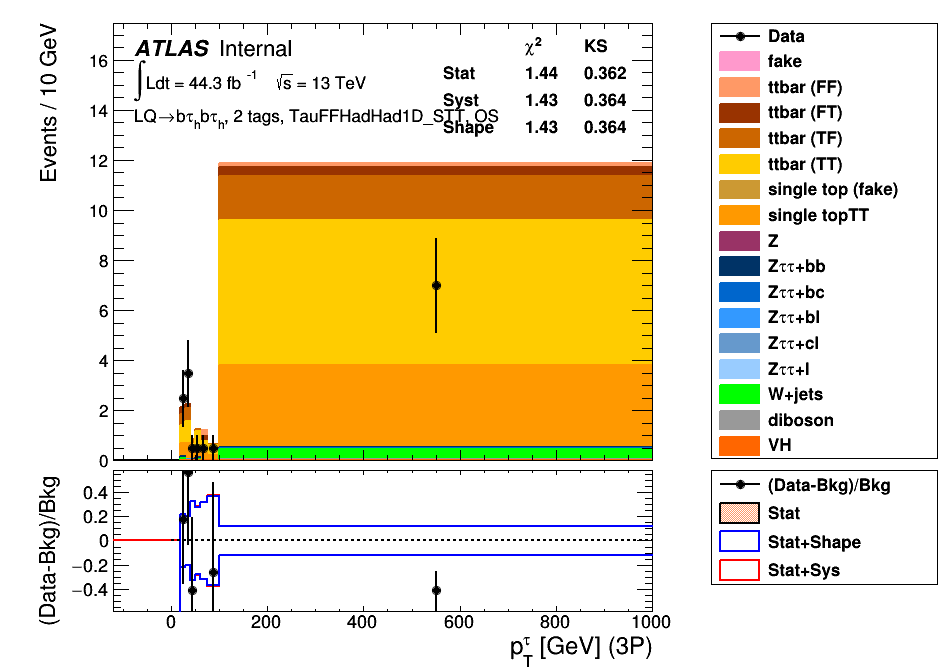 Events / 10 GeV
16
14
12
10
8
6
4
2
0
ATLAS Internal
∫Ldt = 44.3 fb⁻¹ √s = 13 TeV
LQ→bτₕbτₕ, 2 tags, TauFFHadHad1D_STT, OS
χ² KS
Stat 1.44 0.362
Syst 1.43 0.364
Shape 1.43 0.364
Data
fake
ttbar (FF)
ttbar (FT)
ttbar (TF)
ttbar (TT)
single top (fake)
single topTT
Z
Zττ+bb
Zττ+bc
Zττ+bl
Zττ+cl
Zττ+l
W+jets
diboson
VH
(Data-Bkg)/Bkg
0.4
0.2
0
−0.2
−0.4
0 200 400 600 800 1000
p_T^τ [GeV] (3P)
(Data-Bkg)/Bkg
Stat
Stat+Shape
Stat+Sys